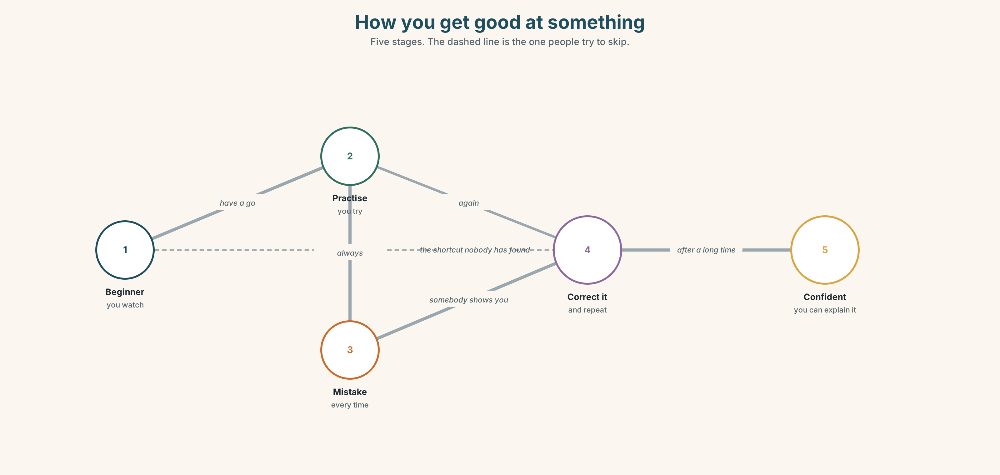 How you get good at something
Five stages. The dashed line is the one people try to skip.
2
Practise
you try
have a go
again
1
Beginner
you watch
always
the shortcut nobody has found
4
Correct it
and repeat
after a long time
5
Confident
you can explain it
somebody shows you
3
Mistake
every time